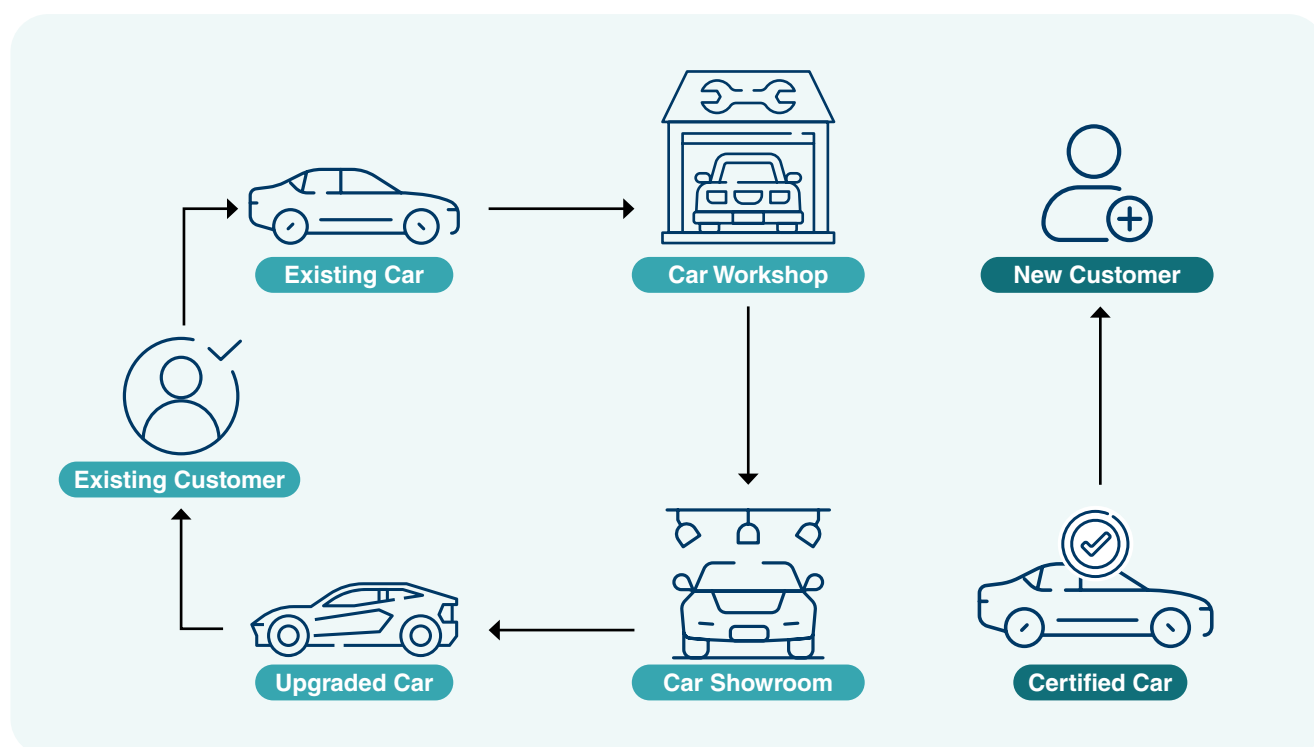 Existing Car
Car Workshop
New Customer
Existing Customer
Upgraded Car
Car Showroom
Certified Car